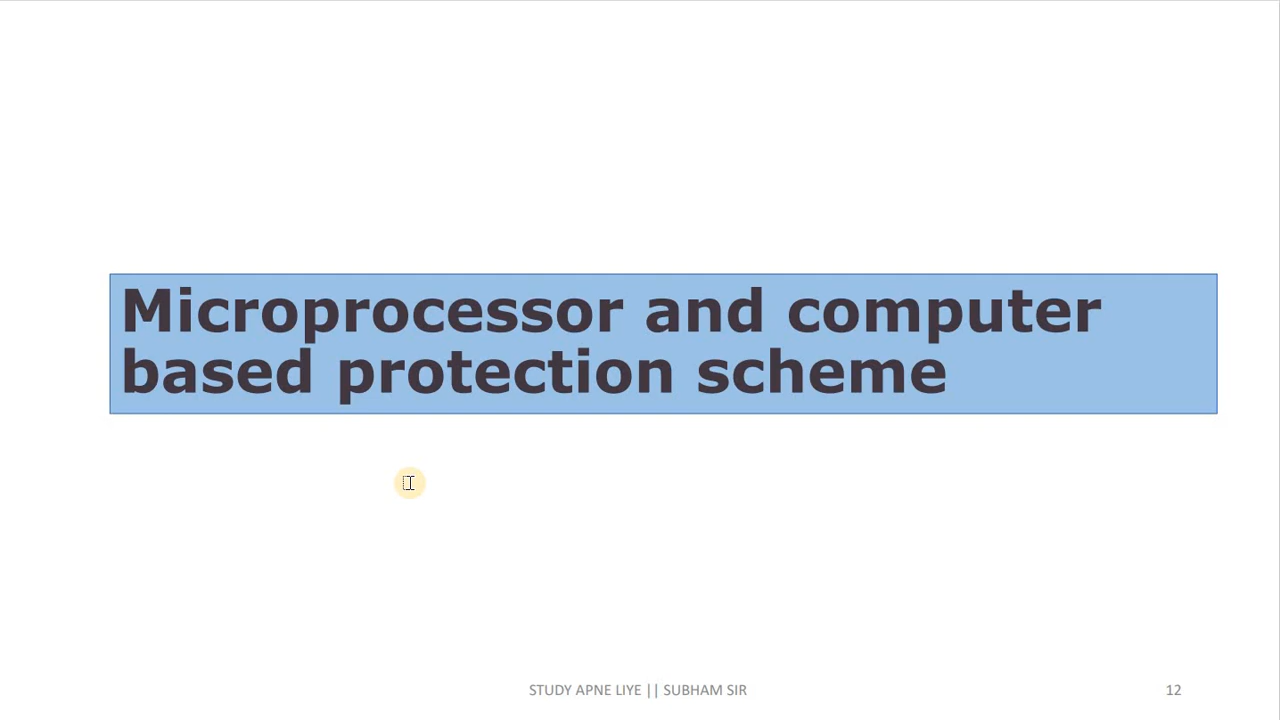 Microprocessor and computer
based protection scheme
STUDY APNE LIYE || SUBHAM SIR
12